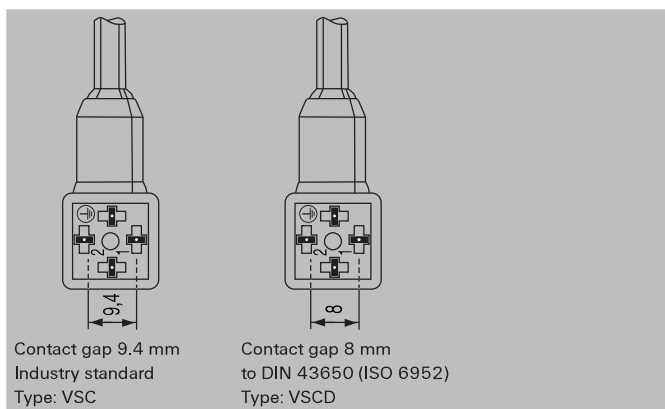 2
1
9,4
Contact gap 9.4 mm
Industry standard
Type: VSC
2
1
8
Contact gap 8 mm
to DIN 43650 (ISO 6952)
Type: VSCD